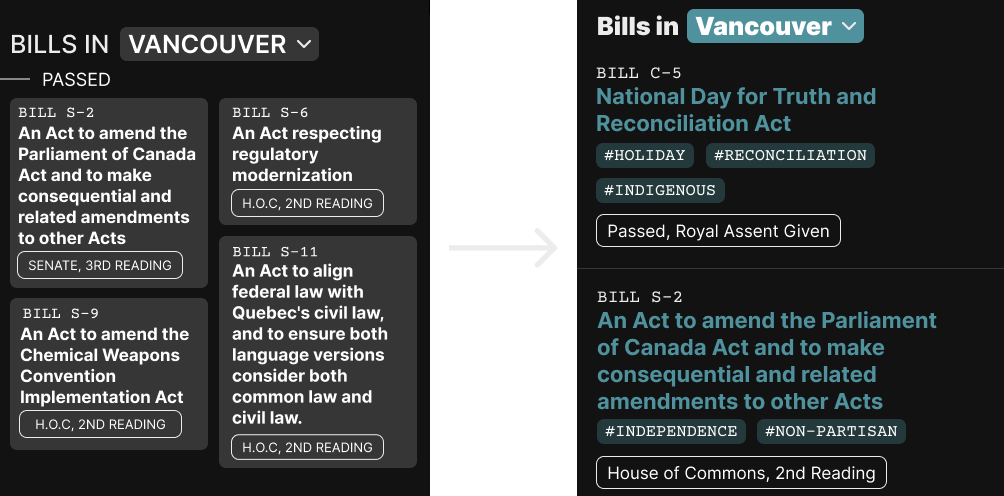 BILLS IN VANCOUVER
PASSED
BILL S-2
An Act to amend the
Parliament of Canada
Act and to make
consequential and
related amendments
to other Acts
SENATE, 3RD READING
BILL S-9
An Act to amend the
Chemical Weapons
Convention
Implementation Act
H.O.C, 2ND READING
BILL S-6
An Act respecting
regulatory
modernization
H.O.C, 2ND READING
BILL S-11
An Act to align
federal law with
Quebec's civil law,
and to ensure both
language versions
consider both
common law and
civil law.
H.O.C, 2ND READING
Bills in Vancouver
BILL C-5
National Day for Truth and
Reconciliation Act
#HOLIDAY #RECONCILIATION
#INDIGENOUS
Passed, Royal Assent Given
BILL S-2
An Act to amend the Parliament
of Canada Act and to make
consequential and related
amendments to other Acts
#INDEPENDENCE #NON-PARTISAN
House of Commons, 2nd Reading